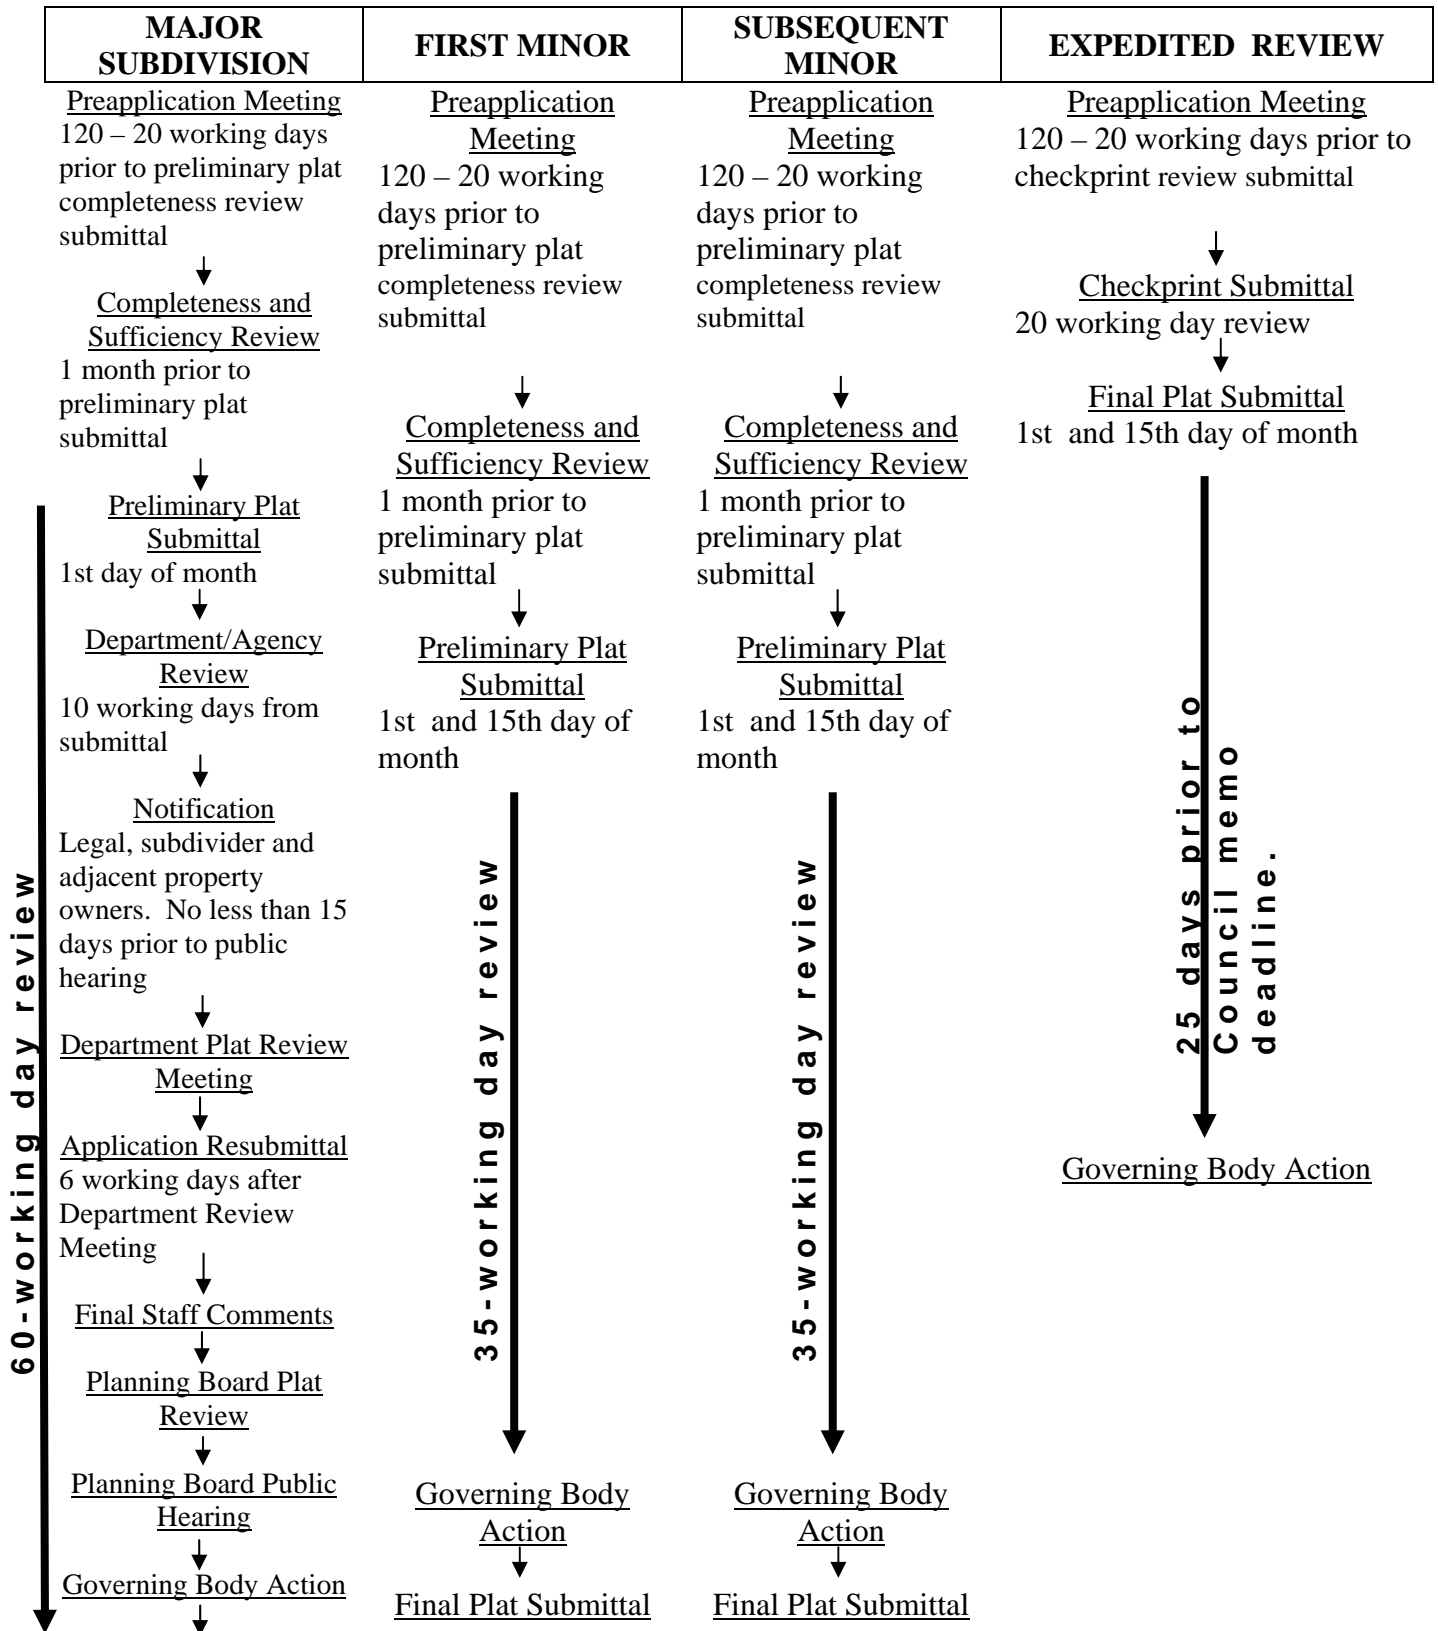 MAJOR
SUBDIVISION
FIRST MINOR
SUBSEQUENT
MINOR
EXPEDITED REVIEW
Preapplication Meeting
120 – 20 working days
prior to preliminary plat
completeness review
submittal
Completeness and
Sufficiency Review
1 month prior to
preliminary plat
submittal
Preliminary Plat
Submittal
1st day of month
Department/Agency
Review
10 working days from
submittal
Notification
Legal, subdivider and
adjacent property
owners. No less than 15
days prior to public
hearing
Department Plat Review
Meeting
Application Resubmittal
6 working days after
Department Review
Meeting
Final Staff Comments
Planning Board Plat
Review
Planning Board Public
Hearing
Governing Body Action
60-working day review
Preapplication
Meeting
120 – 20 working
days prior to
preliminary plat
completeness review
submittal
Completeness and
Sufficiency Review
1 month prior to
preliminary plat
submittal
Preliminary Plat
Submittal
1st and 15th day of
month
35-working day review
Governing Body
Action
Final Plat Submittal
Preapplication
Meeting
120 – 20 working
days prior to
preliminary plat
completeness review
submittal
Completeness and
Sufficiency Review
1 month prior to
preliminary plat
submittal
Preliminary Plat
Submittal
1st and 15th day of
month
35-working day review
Governing Body
Action
Final Plat Submittal
Preapplication Meeting
120 – 20 working days prior to
checkprint review submittal
Checkprint Submittal
20 working day review
Final Plat Submittal
1st and 15th day of month
25 days prior to
Council memo
deadline.
Governing Body Action